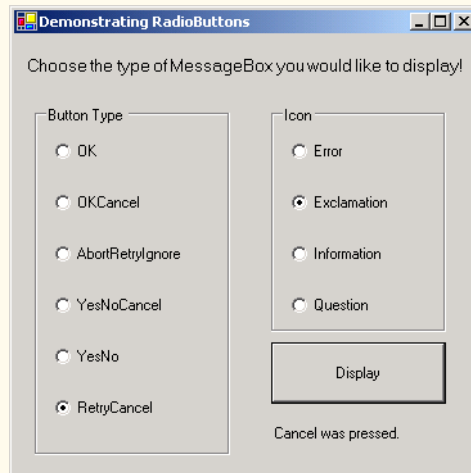 Demonstrating RadioButtons
Choose the type of MessageBox you would like to display!
Button Type
OK
OKCancel
AbortRetryIgnore
YesNoCancel
YesNo
RetryCancel
Icon
Error
Exclamation
Information
Question
Display
Cancel was pressed.